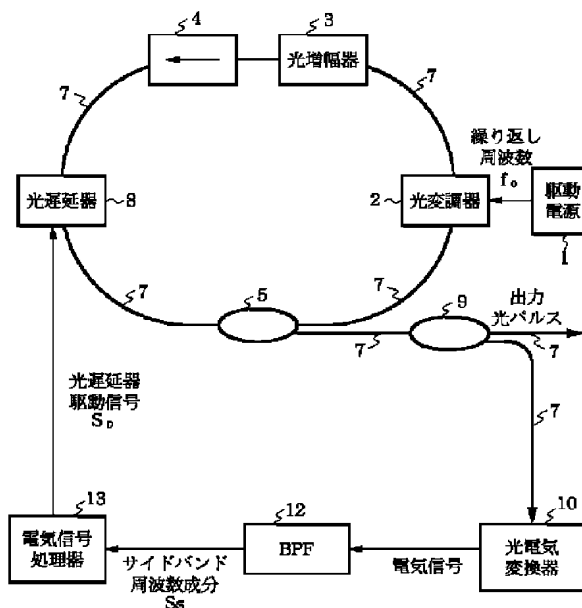 4
3
光増幅器
7
7
繰り返し
周波数
f₀
光遅延器
8
2
光変調器
駆動
電源
1
7
5
7
9
出力
光パルス
7
7
7
光遅延器
駆動信号
S_D
13
電気信号
処理器
サイドバンド
周波数成分
S_S
12
BPF
電気信号
10
光電気
変換器